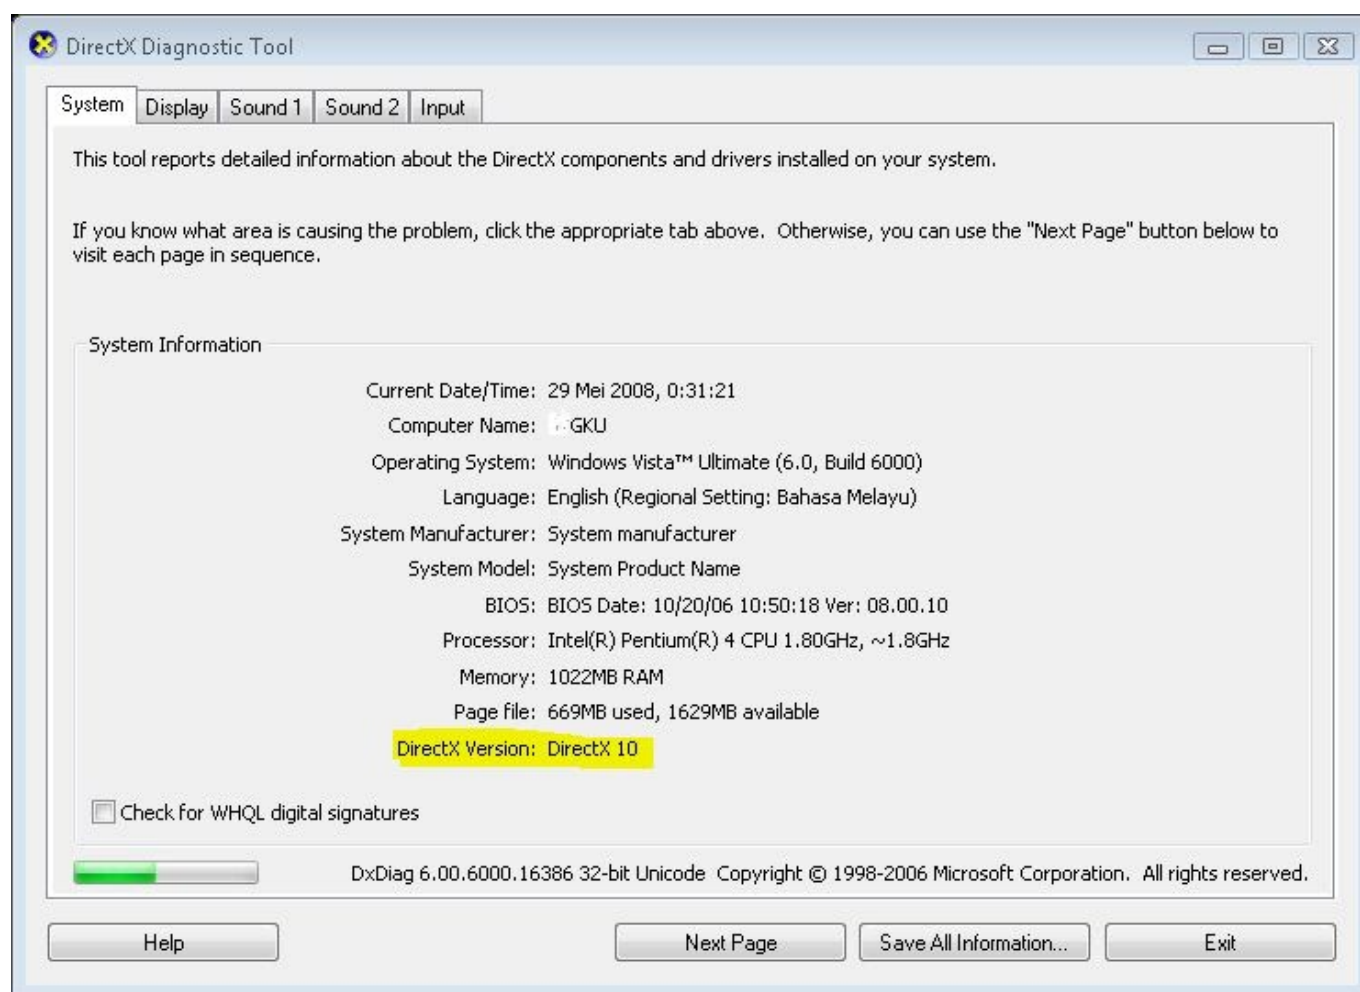 DirectX Diagnostic Tool
System Display Sound 1 Sound 2 Input
This tool reports detailed information about the DirectX components and drivers installed on your system.
If you know what area is causing the problem, click the appropriate tab above.  Otherwise, you can use the "Next Page" button below to
visit each page in sequence.
System Information
Current Date/Time: 29 Mei 2008, 0:31:21
Computer Name: GKU
Operating System: Windows Vista™ Ultimate (6.0, Build 6000)
Language: English (Regional Setting: Bahasa Melayu)
System Manufacturer: System manufacturer
System Model: System Product Name
BIOS: BIOS Date: 10/20/06 10:50:18 Ver: 08.00.10
Processor: Intel(R) Pentium(R) 4 CPU 1.80GHz, ~1.8GHz
Memory: 1022MB RAM
Page file: 669MB used, 1629MB available
DirectX Version: DirectX 10
Check for WHQL digital signatures
DxDiag 6.00.6000.16386 32-bit Unicode  Copyright © 1998-2006 Microsoft Corporation.  All rights reserved.
Help Next Page Save All Information... Exit